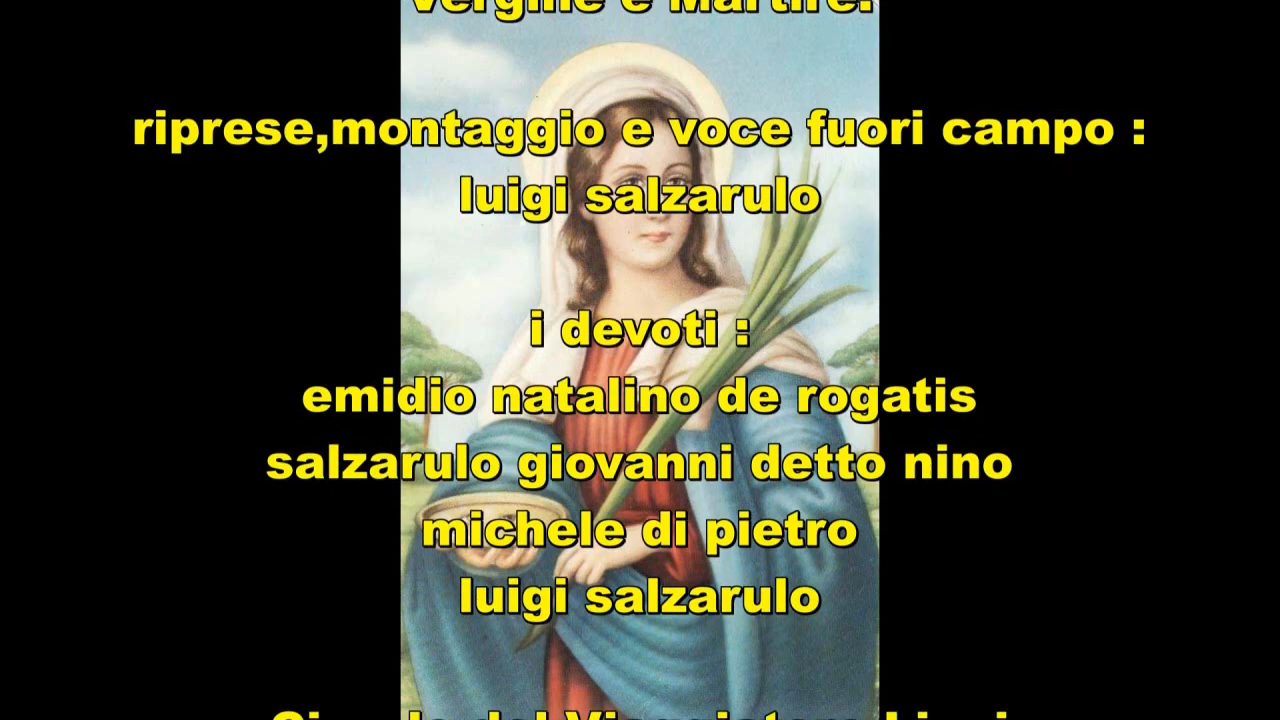 Vergine e Martire.
riprese,montaggio e voce fuori campo :
luigi salzarulo
i devoti :
emidio natalino de rogatis
salzarulo giovanni detto nino
michele di pietro
luigi salzarulo
del